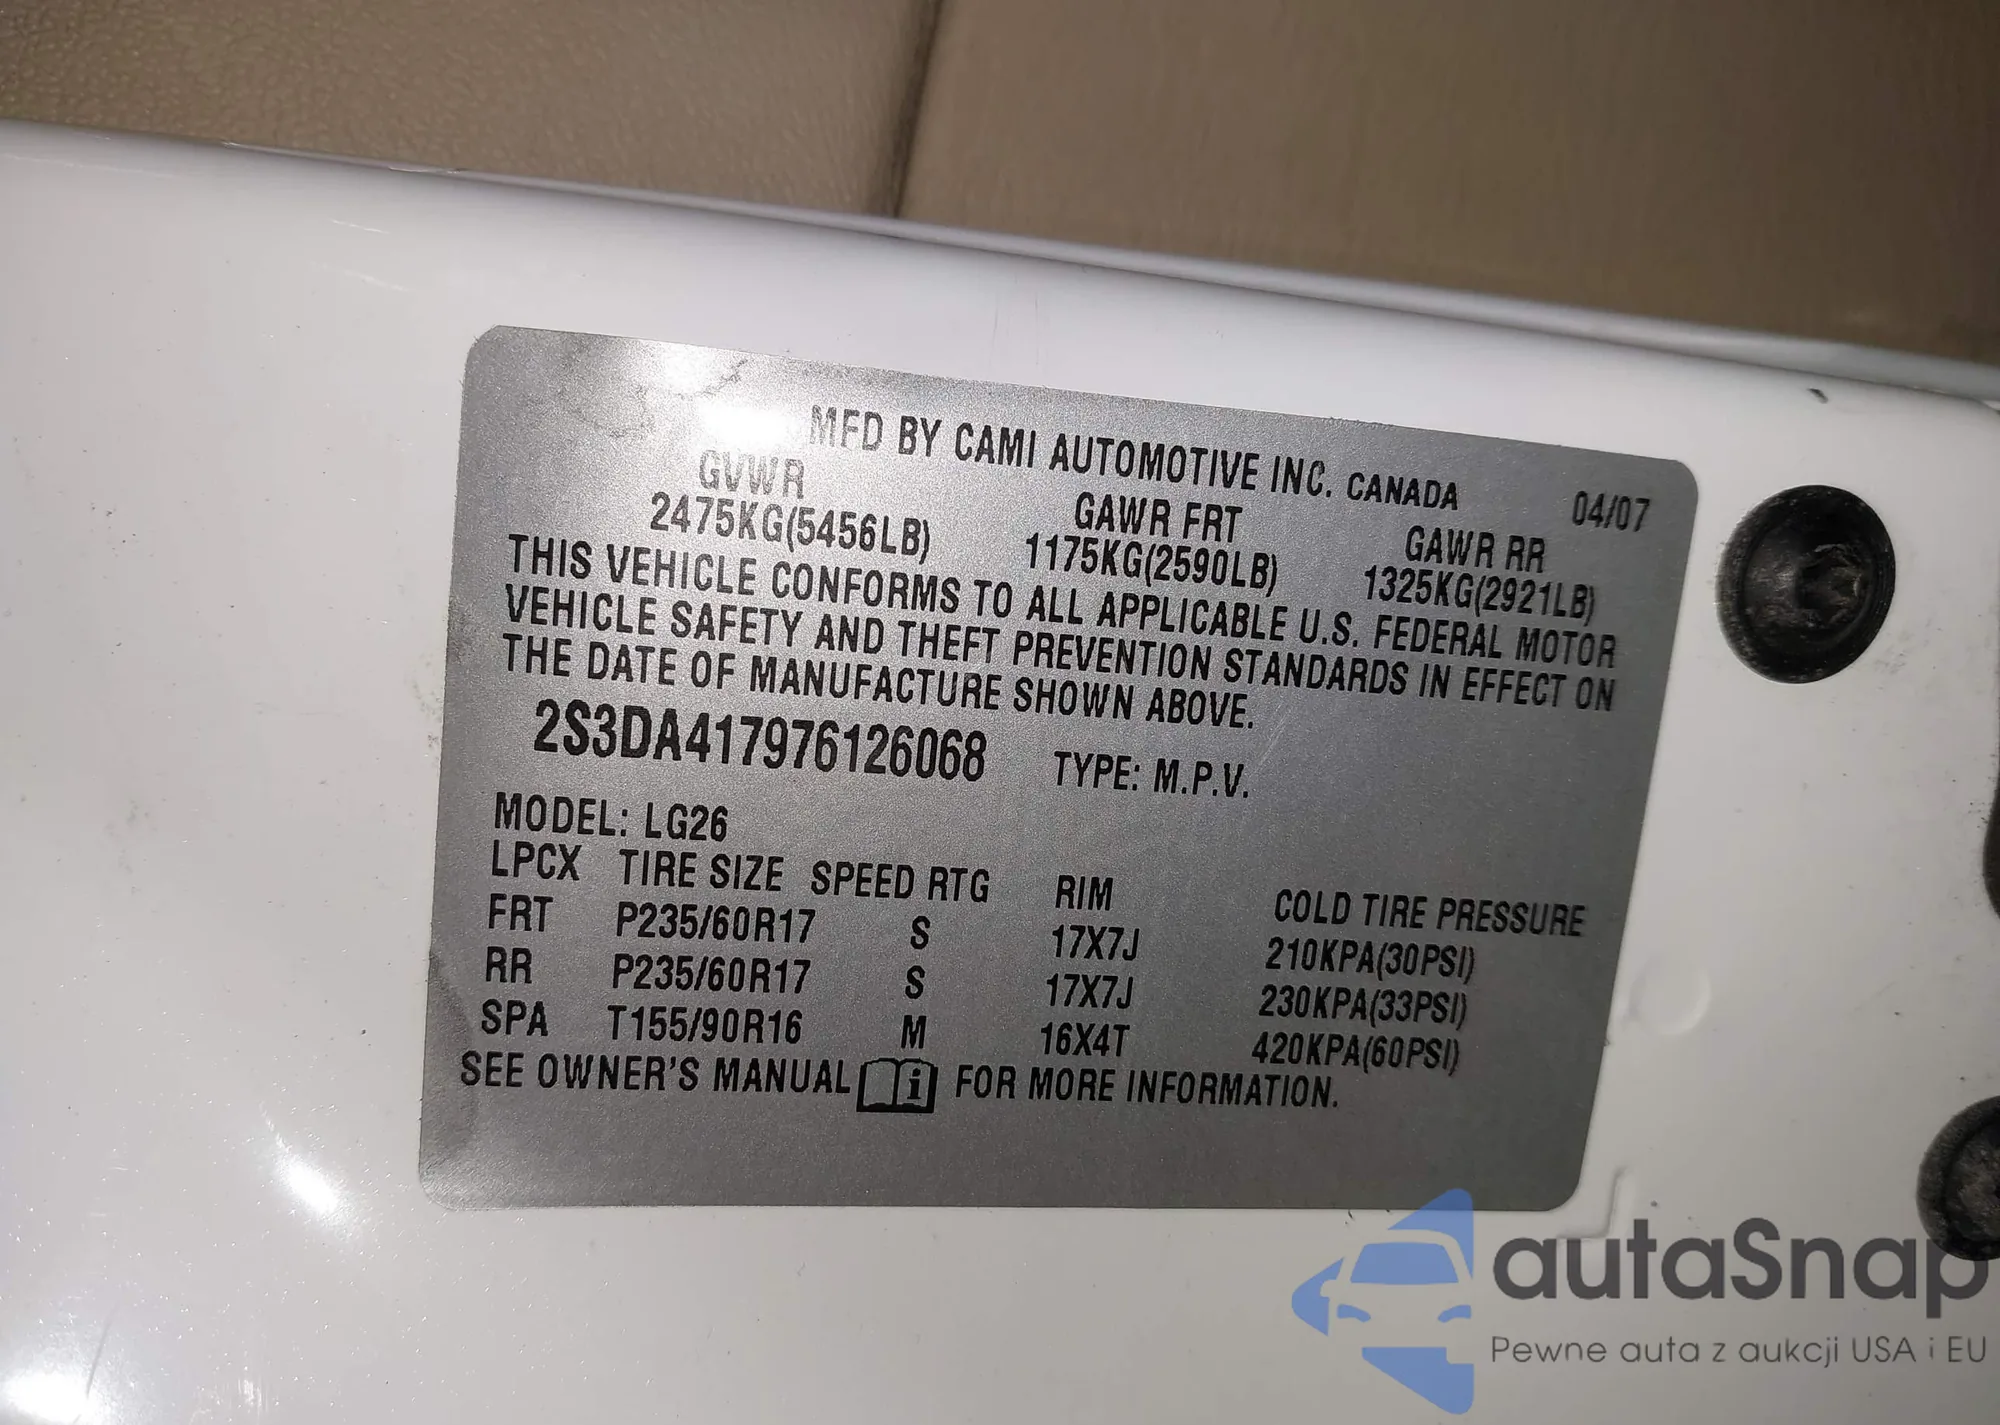 MFD BY CAMI AUTOMOTIVE INC. CANADA 04/07
GVWR GAWR FRT GAWR RR
2475KG(5456LB) 1175KG(2590LB) 1325KG(2921LB)
THIS VEHICLE CONFORMS TO ALL APPLICABLE U.S. FEDERAL MOTOR
VEHICLE SAFETY AND THEFT PREVENTION STANDARDS IN EFFECT ON
THE DATE OF MANUFACTURE SHOWN ABOVE.
2S3DA417976126068 TYPE: M.P.V.
MODEL: LG26
LPCX TIRE SIZE SPEED RTG RIM COLD TIRE PRESSURE
FRT P235/60R17 S 17X7J 210KPA(30PSI)
RR P235/60R17 S 17X7J 230KPA(33PSI)
SPA T155/90R16 M 16X4T 420KPA(60PSI)
SEE OWNER'S MANUAL i FOR MORE INFORMATION.
autaSnap
Pewne auta z aukcji USA i EU